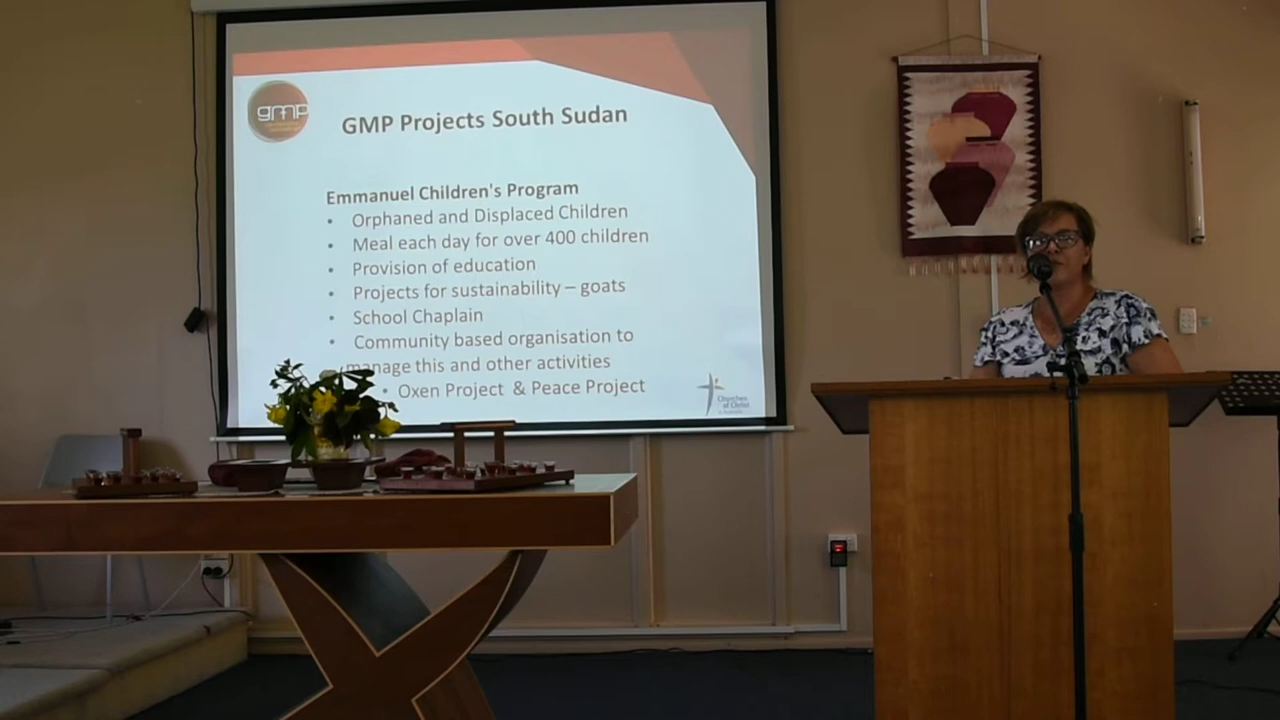 gmp
GMP Projects South Sudan
Emmanuel Children's Program
• Orphaned and Displaced Children
• Meal each day for over 400 children
• Provision of education
• Projects for sustainability – goats
• School Chaplain
• Community based organisation to
manage this and other activities
• Oxen Project & Peace Project
Churches
of Christ